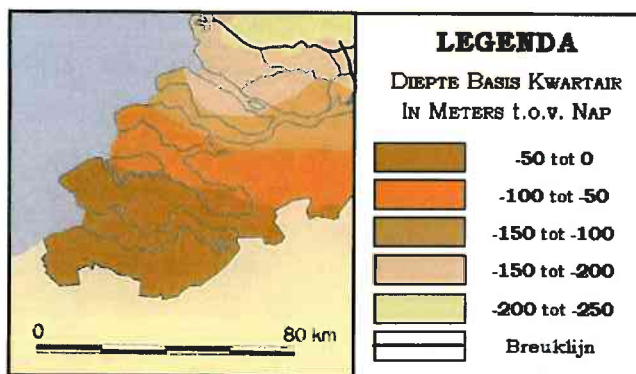 LEGENDA
DIEPTE BASIS KWARTAIR
IN METERS T.O.V. NAP
-50 tot 0
-100 tot -50
-150 tot -100
-150 tot -200
-200 tot -250
Breuklijn
0 80 km